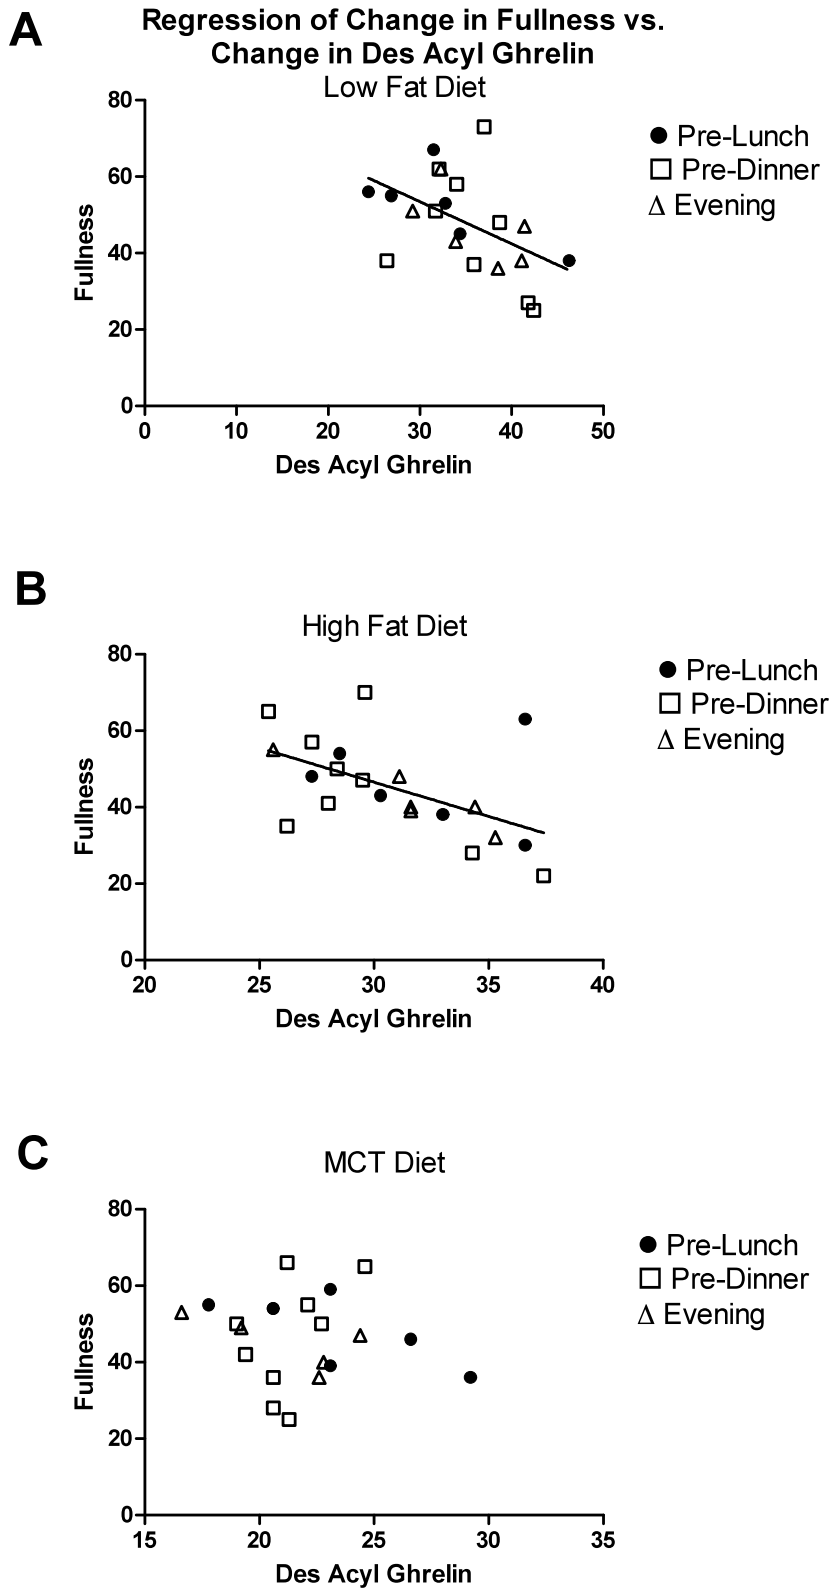 A
Regression of Change in Fullness vs.
Change in Des Acyl Ghrelin
Low Fat Diet
80
60
40
20
0
Fullness
0 10 20 30 40 50
Des Acyl Ghrelin
Pre-Lunch
Pre-Dinner
Evening
B
High Fat Diet
80
60
40
20
0
Fullness
20 25 30 35 40
Des Acyl Ghrelin
Pre-Lunch
Pre-Dinner
Evening
C
MCT Diet
80
60
40
20
0
Fullness
15 20 25 30 35
Des Acyl Ghrelin
Pre-Lunch
Pre-Dinner
Evening